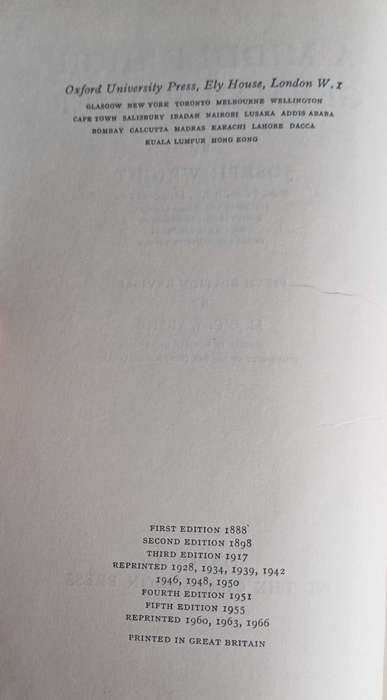 Oxford University Press, Ely House, London W.1
GLASGOW NEW YORK TORONTO MELBOURNE WELLINGTON
CAPE TOWN SALISBURY IBADAN NAIROBI LUSAKA ADDIS ABABA
BOMBAY CALCUTTA MADRAS KARACHI LAHORE DACCA
KUALA LUMPUR HONG KONG
FIRST EDITION 1888
SECOND EDITION 1898
THIRD EDITION 1917
REPRINTED 1928, 1934, 1939, 1942
1946, 1948, 1950
FOURTH EDITION 1951
FIFTH EDITION 1955
REPRINTED 1960, 1963, 1966
PRINTED IN GREAT BRITAIN